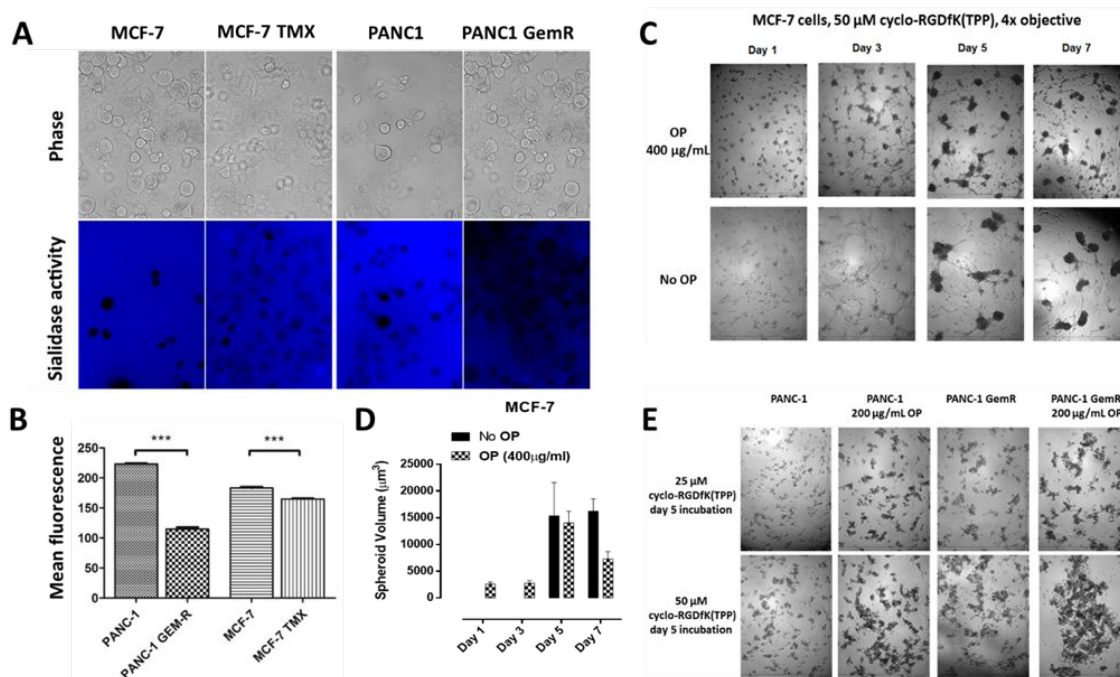 A
MCF-7
MCF-7 TMX
PANC1
PANC1 GemR
Phase
Sialidase activity
B
Mean fluorescence
250
200
150
100
50
0
***
***
PANC-1
PANC-1 GEM-R
MCF-7
MCF-7 TMX
C
MCF-7 cells, 50 µM cyclo-RGDfK(TPP), 4x objective
Day 1
Day 3
Day 5
Day 7
OP
400 µg/mL
No OP
D
MCF-7
No OP
OP (400µg/ml)
Spheroid Volume (µm³)
25000
20000
15000
10000
5000
0
Day 1
Day 3
Day 5
Day 7
E
PANC-1
PANC-1
200 µg/mL OP
PANC-1 GemR
PANC-1 GemR
200 µg/mL OP
25 µM
cyclo-RGDfK(TPP)
day 5 incubation
50 µM
cyclo-RGDfK(TPP)
day 5 incubation